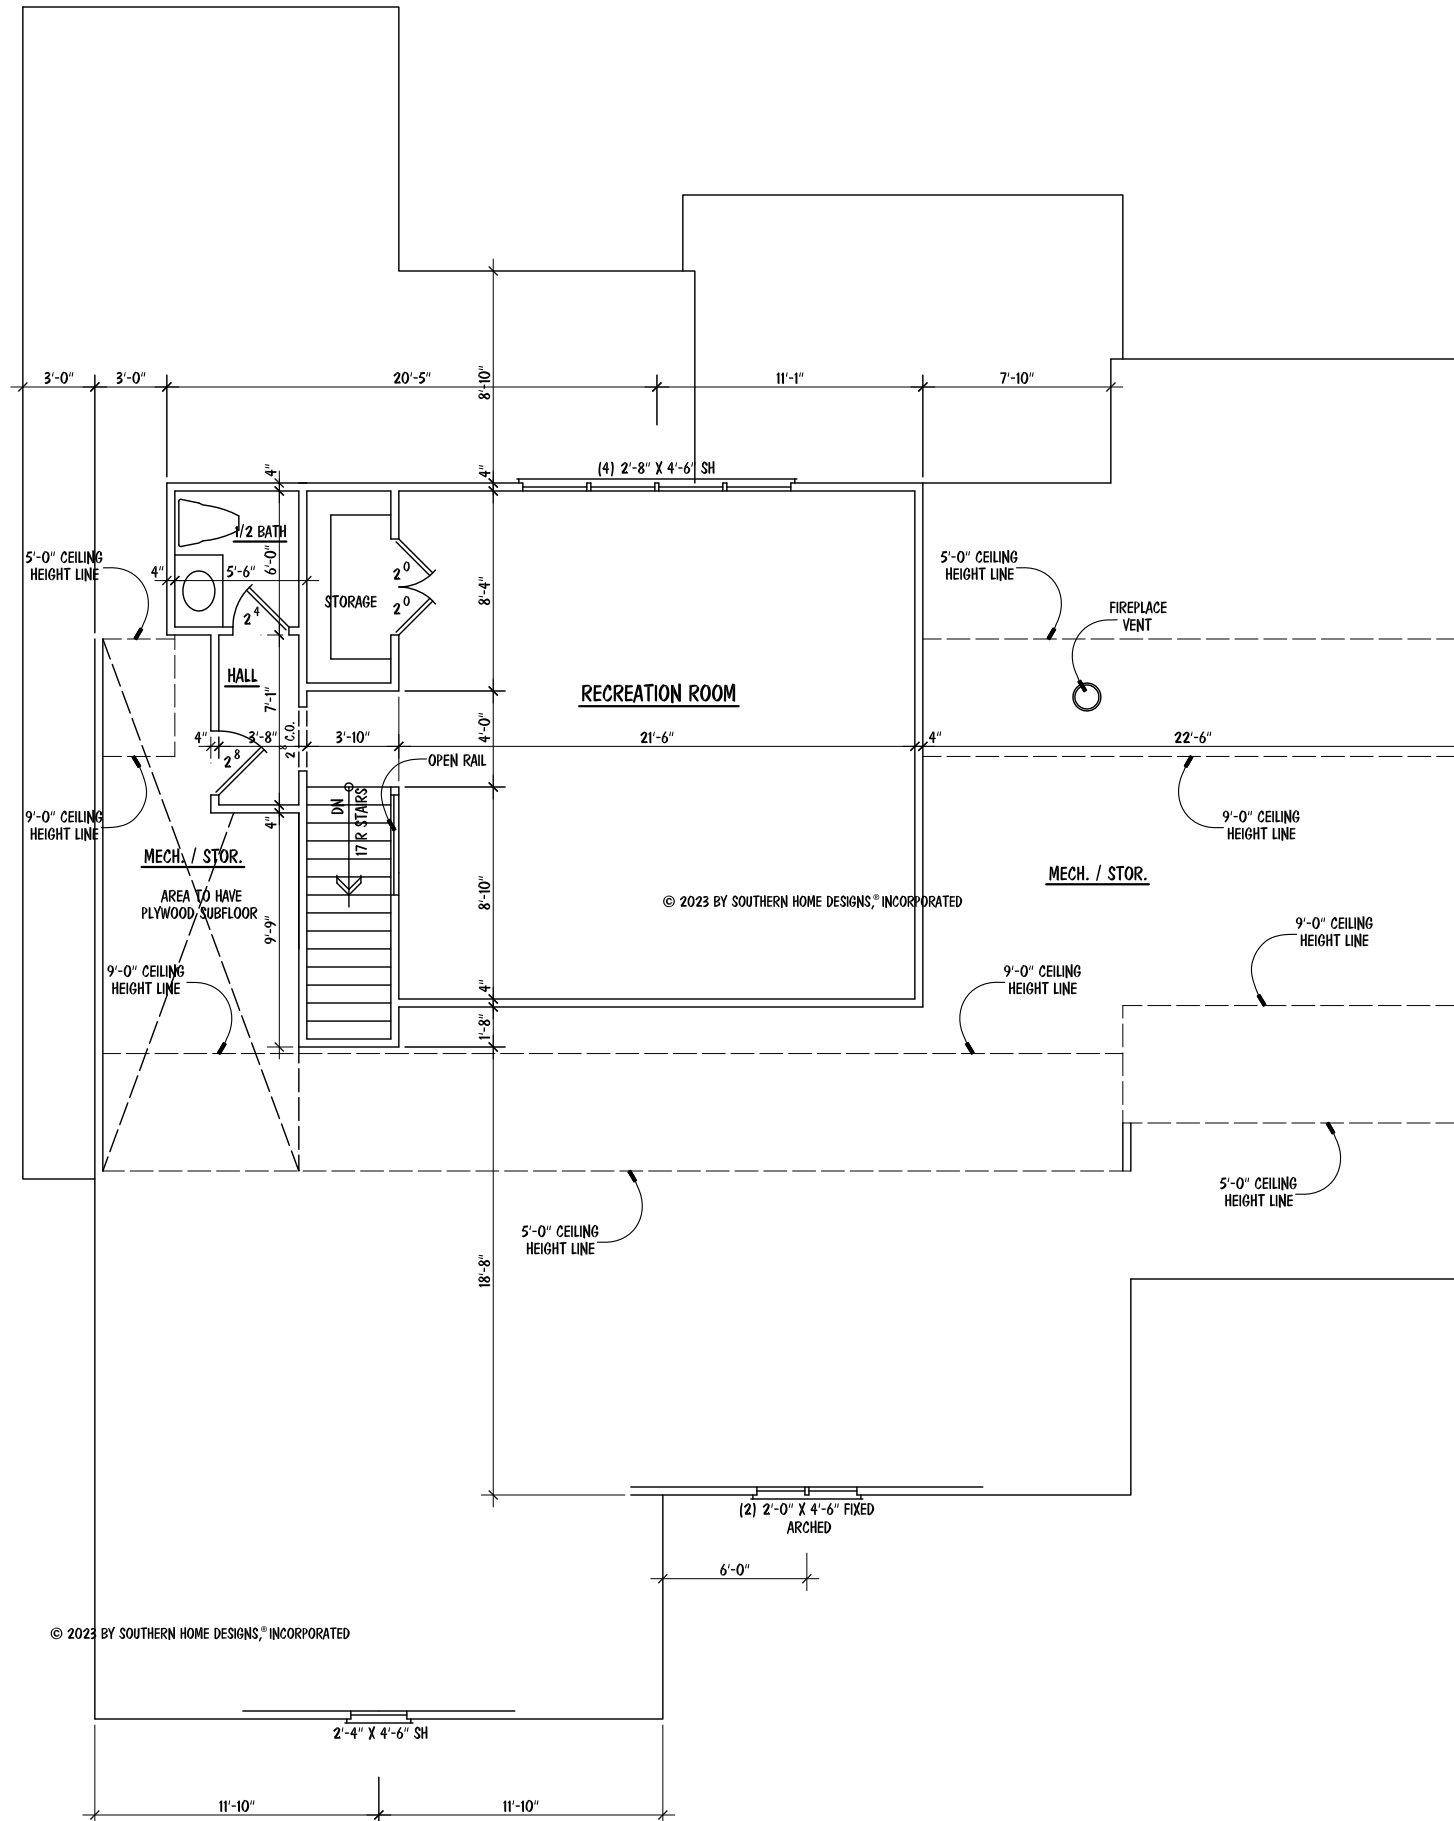 3'-0"
3'-0"
20'-5"
8'-10"
11'-1"
7'-10"
4"
4"
(4) 2'-8" X 4'-6" SH
1/2 BATH
5'-0" CEILING
HEIGHT LINE
4"
5'-6"
6'-0"
2 4
STORAGE
2 0
2 0
8'-4"
5'-0" CEILING
HEIGHT LINE
FIREPLACE
VENT
HALL
7'-1"
RECREATION ROOM
4"
3'-8"
2 8 C.O.
3'-10"
4'-0"
21'-6"
4"
22'-6"
2 8
OPEN RAIL
9'-0" CEILING
HEIGHT LINE
4"
DN
17 R STAIRS
9'-0" CEILING
HEIGHT LINE
MECH. / STOR.
AREA TO HAVE
PLYWOOD SUBFLOOR
9'-9"
8'-10"
MECH. / STOR.
© 2023 BY SOUTHERN HOME DESIGNS,® INCORPORATED
9'-0" CEILING
HEIGHT LINE
9'-0" CEILING
HEIGHT LINE
4"
1'-8"
9'-0" CEILING
HEIGHT LINE
5'-0" CEILING
HEIGHT LINE
5'-0" CEILING
HEIGHT LINE
18'-8"
(2) 2'-0" X 4'-6" FIXED
ARCHED
6'-0"
© 2023 BY SOUTHERN HOME DESIGNS,® INCORPORATED
2'-4" X 4'-6" SH
11'-10"
11'-10"